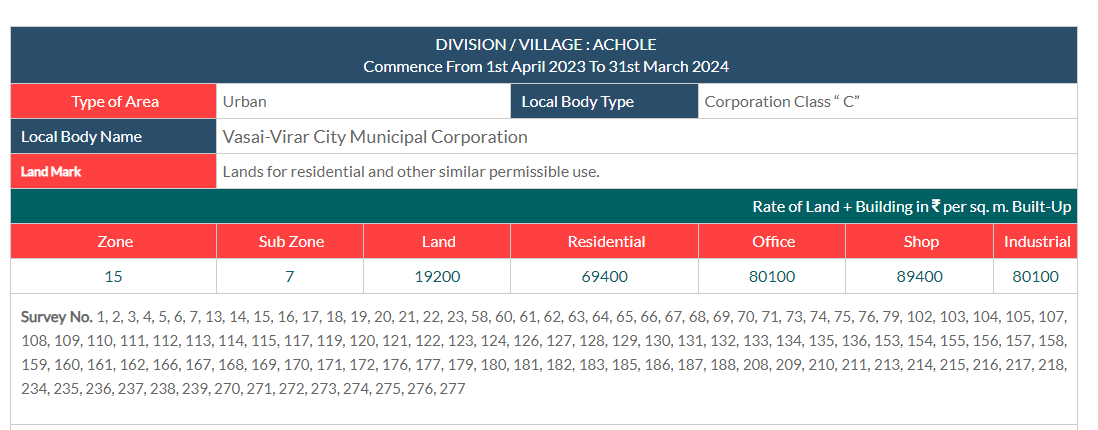 DIVISION / VILLAGE : ACHOLE
Commence From 1st April 2023 To 31st March 2024
Type of Area Urban Local Body Type Corporation Class “ C”
Local Body Name Vasai-Virar City Municipal Corporation
Land Mark Lands for residential and other similar permissible use.
Rate of Land + Building in ₹ per sq. m. Built-Up
Zone Sub Zone Land Residential Office Shop Industrial
15 7 19200 69400 80100 89400 80100
Survey No. 1, 2, 3, 4, 5, 6, 7, 13, 14, 15, 16, 17, 18, 19, 20, 21, 22, 23, 58, 60, 61, 62, 63, 64, 65, 66, 67, 68, 69, 70, 71, 73, 74, 75, 76, 79, 102, 103, 104, 105, 107,
108, 109, 110, 111, 112, 113, 114, 115, 117, 119, 120, 121, 122, 123, 124, 126, 127, 128, 129, 130, 131, 132, 133, 134, 135, 136, 153, 154, 155, 156, 157, 158,
159, 160, 161, 162, 166, 167, 168, 169, 170, 171, 172, 176, 177, 179, 180, 181, 182, 183, 185, 186, 187, 188, 208, 209, 210, 211, 213, 214, 215, 216, 217, 218,
234, 235, 236, 237, 238, 239, 270, 271, 272, 273, 274, 275, 276, 277